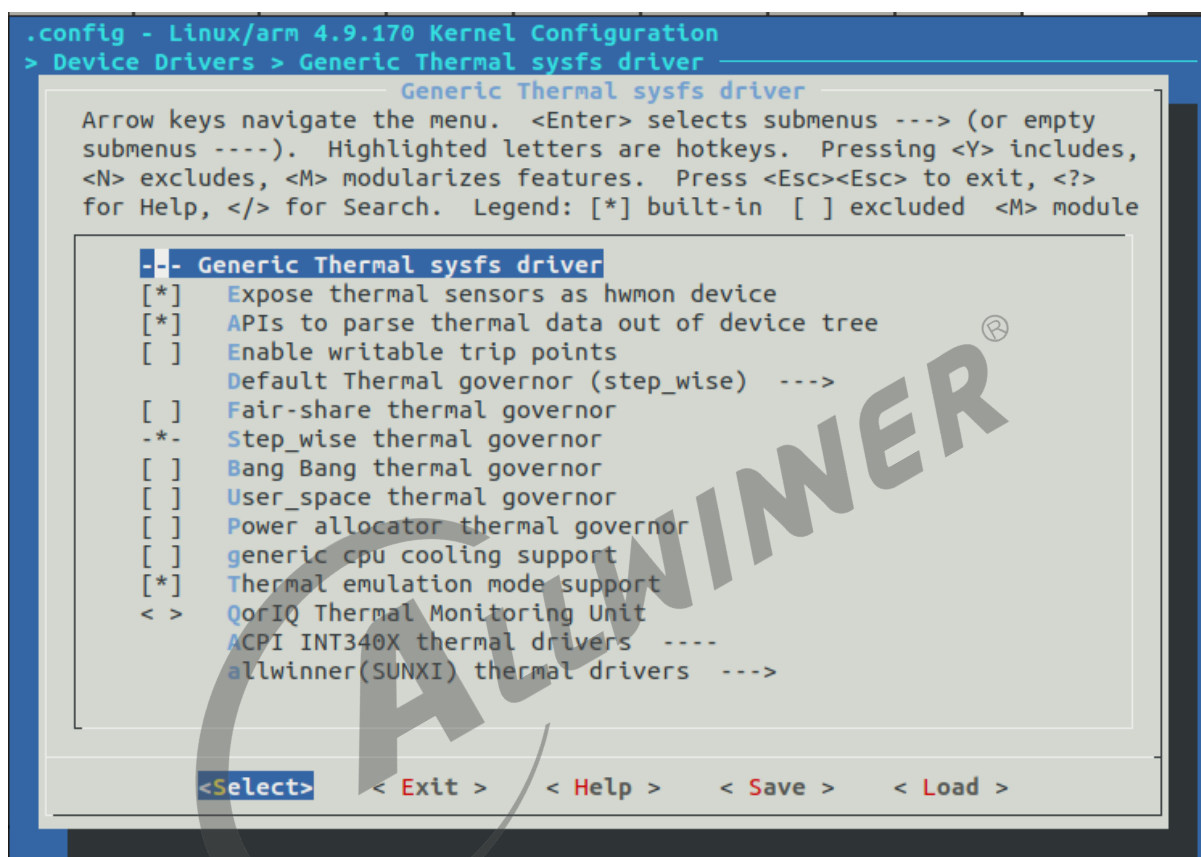 .config - Linux/arm 4.9.170 Kernel Configuration
> Device Drivers > Generic Thermal sysfs driver
Generic Thermal sysfs driver
Arrow keys navigate the menu.  <Enter> selects submenus ---> (or empty
submenus ----).  Highlighted letters are hotkeys.  Pressing <Y> includes,
<N> excludes, <M> modularizes features.  Press <Esc><Esc> to exit, <?>
for Help, </> for Search.  Legend: [*] built-in  [ ] excluded  <M> module
--- Generic Thermal sysfs driver
[*]   Expose thermal sensors as hwmon device
[*]   APIs to parse thermal data out of device tree
[ ]   Enable writable trip points
Default Thermal governor (step_wise)  --->
[ ]   Fair-share thermal governor
-*-   Step_wise thermal governor
[ ]   Bang Bang thermal governor
[ ]   User_space thermal governor
[ ]   Power allocator thermal governor
[ ]   generic cpu cooling support
[*]   Thermal emulation mode support
< >   QorIQ Thermal Monitoring Unit
ACPI INT340X thermal drivers  ----
allwinner(SUNXI) thermal drivers  --->
<Select>    < Exit >    < Help >    < Save >    < Load >
ALLWINNER®